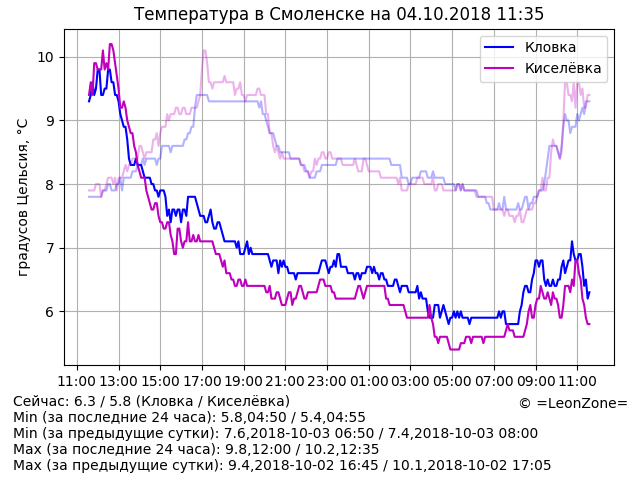 Температура в Смоленске на 04.10.2018 11:35
Кловка
Киселёвка
градусов Цельсия, °C
10
9
8
7
6
11:00 13:00 15:00 17:00 19:00 21:00 23:00 01:00 03:00 05:00 07:00 09:00 11:00
Сейчас: 6.3 / 5.8 (Кловка / Киселёвка)
© =LeonZone=
Min (за последние 24 часа): 5.8,04:50 / 5.4,04:55
Min (за предыдущие сутки): 7.6,2018-10-03 06:50 / 7.4,2018-10-03 08:00
Max (за последние 24 часа): 9.8,12:00 / 10.2,12:35
Max (за предыдущие сутки): 9.4,2018-10-02 16:45 / 10.1,2018-10-02 17:05